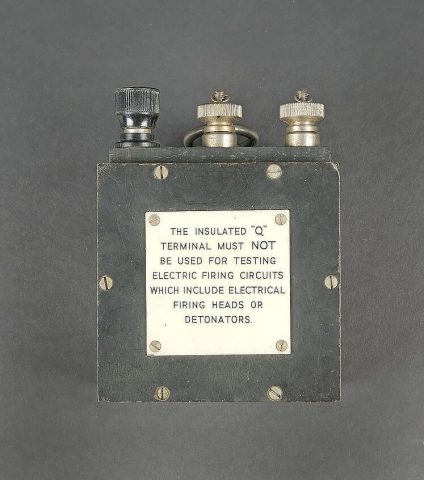 THE INSULATED "Q"
TERMINAL MUST NOT
BE USED FOR TESTING
ELECTRIC FIRING CIRCUITS
WHICH INCLUDE ELECTRICAL
FIRING HEADS OR
DETONATORS.